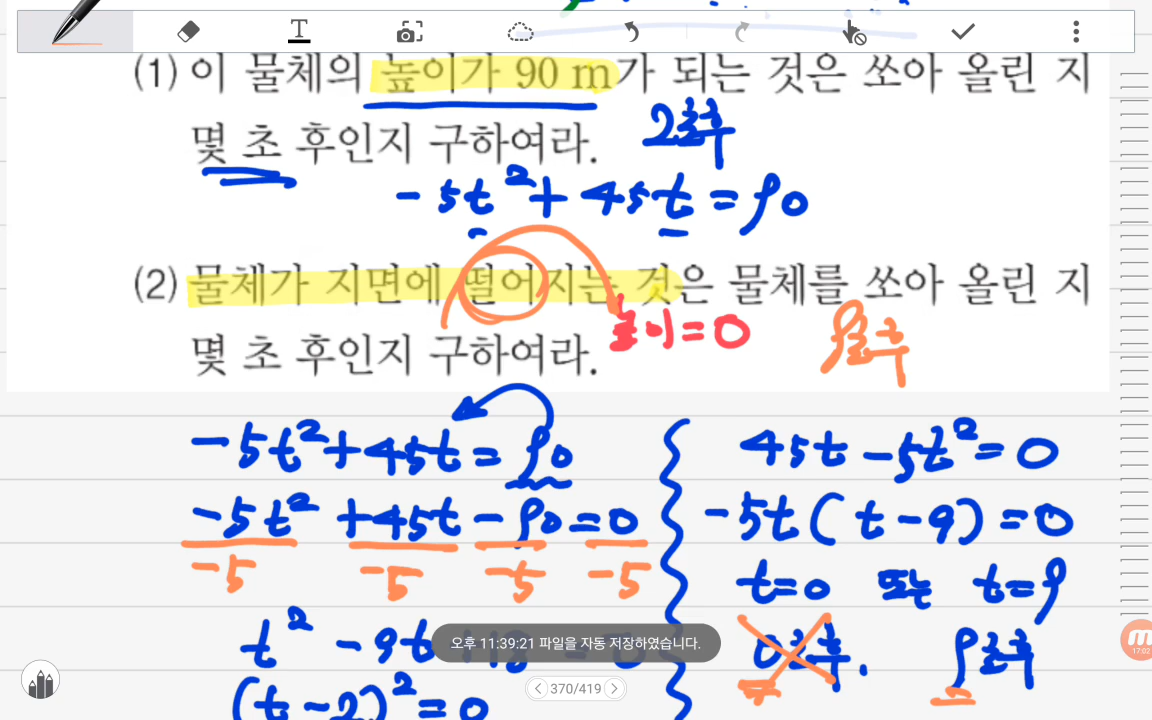 T
(1) 이 물체의 높이가 90 m가 되는 것은 쏘아 올린 지
몇 초 후인지 구하여라. 2초후
-5t²+45t=90
(2) 물체가 지면에 떨어지는 것은 물체를 쏘아 올린 지
높이=0 9초후
몇 초 후인지 구하여라.
-5t²+45t=90
-5t²+45t-90=0
-5 -5 -5 -5
t²-9t+18=0
(t-2)²=0
45t-5t²=0
-5t(t-9)=0
t=0 또는 t=9
0초후. 9초후
오후 11:39:21 파일을 자동 저장하였습니다.
370/419
m
17:02